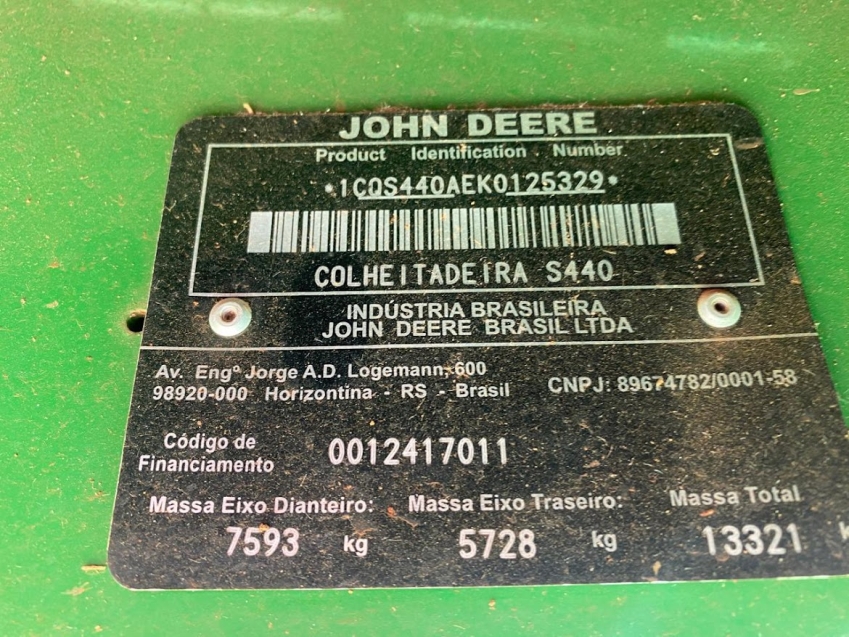 JOHN DEERE
Product Identification Number
*1CQS440AEK0125329*
COLHEITADEIRA S440
INDÚSTRIA BRASILEIRA
JOHN DEERE BRASIL LTDA
Av. Engº Jorge A.D. Logemann, 600
98920-000 Horizontina - RS - Brasil
CNPJ: 89674782/0001-58
Código de
Financiamento
0012417011
Massa Eixo Dianteiro: Massa Eixo Traseiro: Massa Total
7593 kg 5728 kg 13321 k